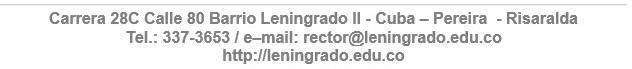 Carrera 28C Calle 80 Barrio Leningrado II - Cuba – Pereira  - Risaralda
Tel.: 337-3653 / e–mail: rector@leningrado.edu.co
http://leningrado.edu.co